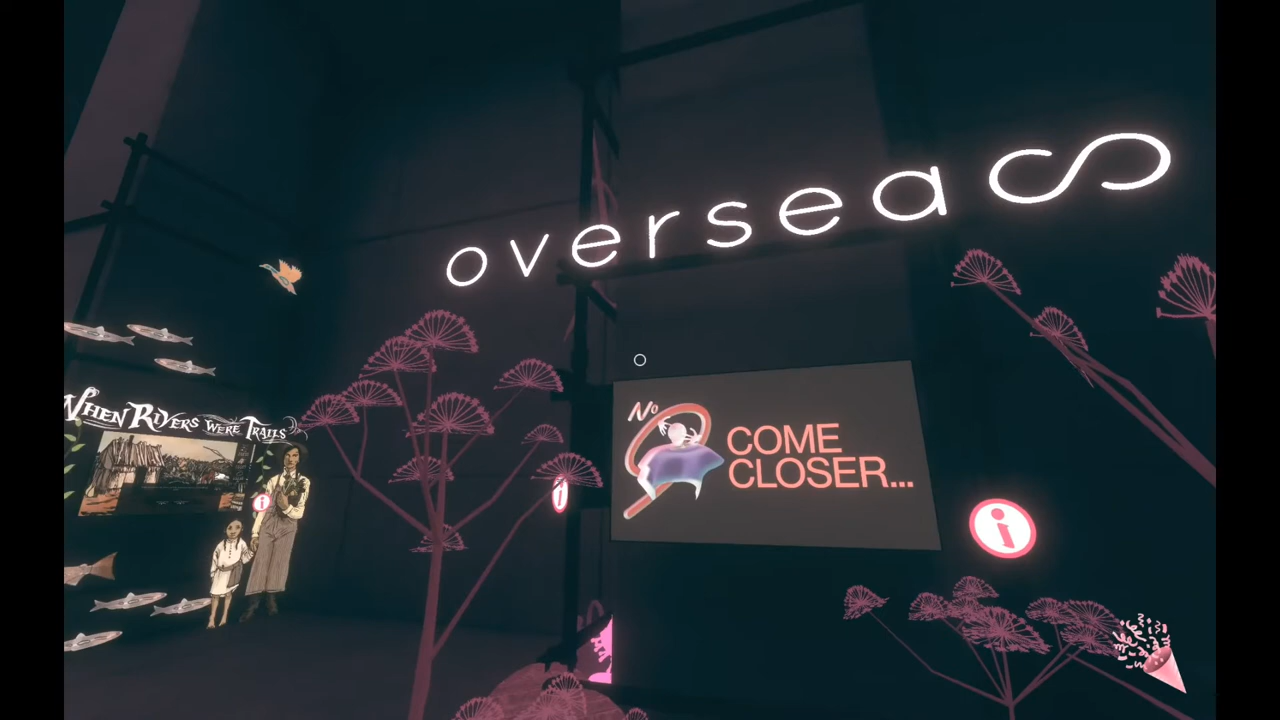 overseas
WHEN RIVERS WERE TRAILS
No
COME
CLOSER...
i
i
i